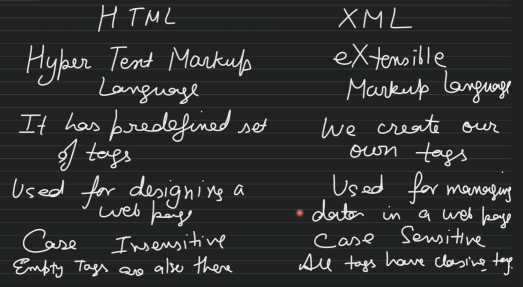 HTML
Hyper Text Markup
Language
It has predefined set
of tags
Used for designing a
web page
Case Insensitive
Empty Tags are also there
XML
eXtensible
Markup Language
We create our
own tags
Used for managing
data in a web page
Case Sensitive
All tags have closing tag